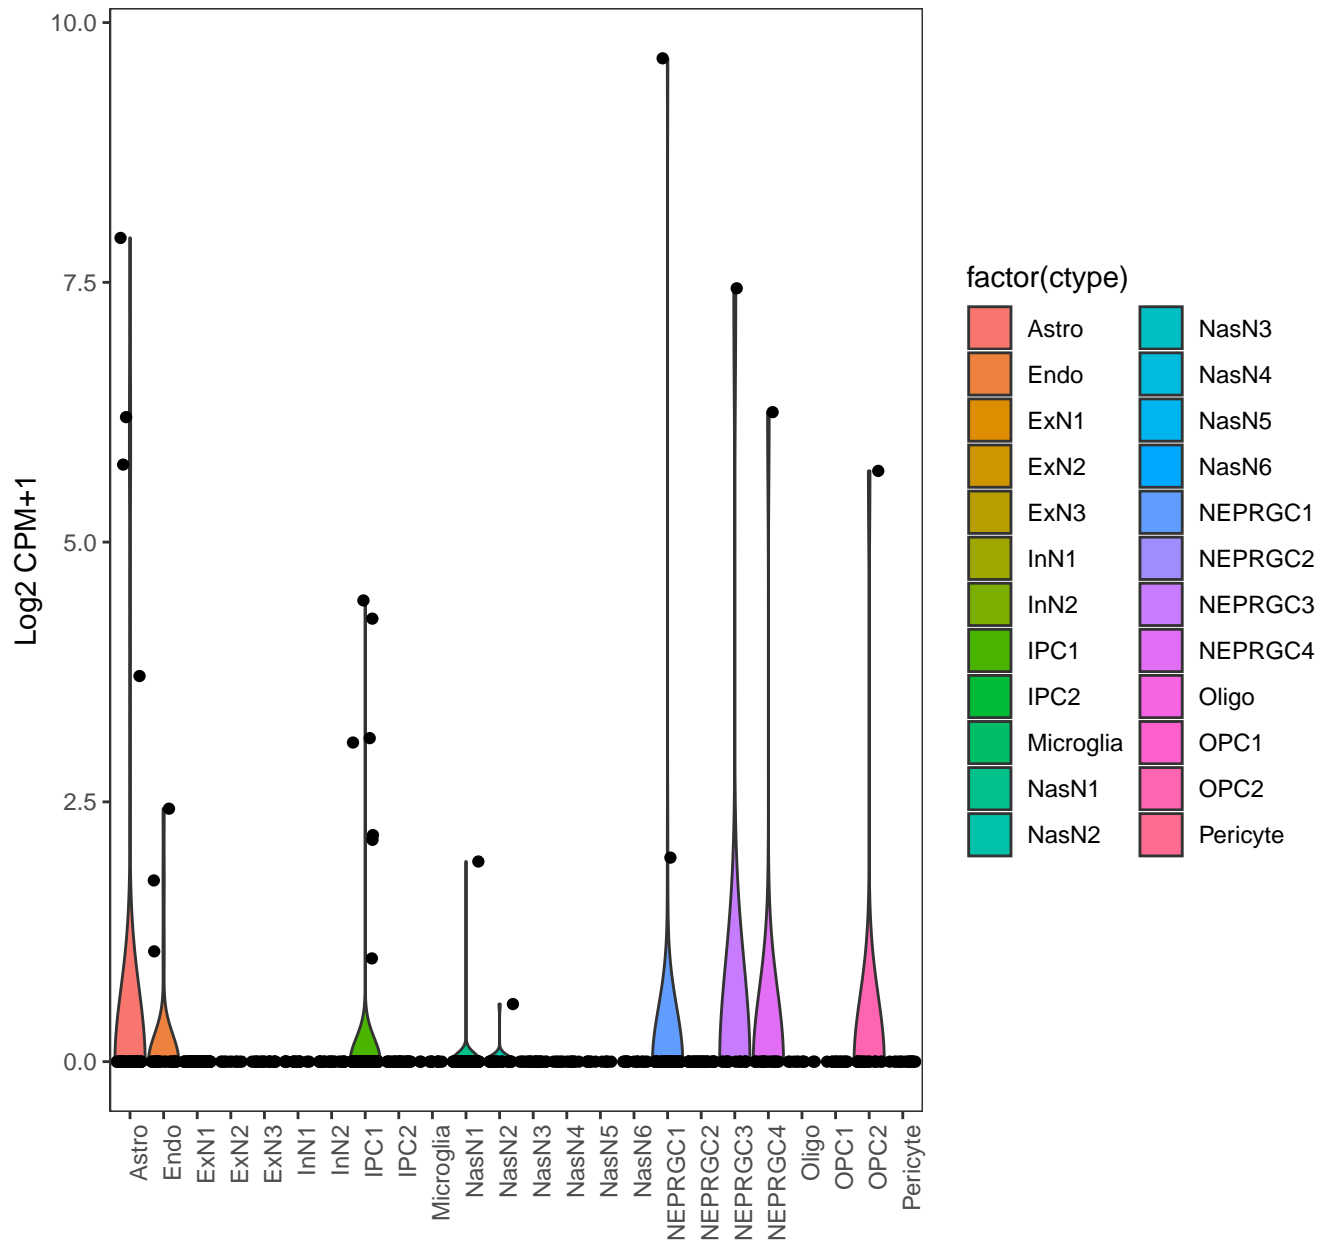 10.0
7.5
5.0
2.5
0.0
Log2 CPM+1
Astro
Endo
ExN1
ExN2
ExN3
InN1
InN2
IPC1
IPC2
Microglia
NasN1
NasN2
NasN3
NasN4
NasN5
NasN6
NEPRGC1
NEPRGC2
NEPRGC3
NEPRGC4
Oligo
OPC1
OPC2
Pericyte
factor(ctype)
Astro
Endo
ExN1
ExN2
ExN3
InN1
InN2
IPC1
IPC2
Microglia
NasN1
NasN2
NasN3
NasN4
NasN5
NasN6
NEPRGC1
NEPRGC2
NEPRGC3
NEPRGC4
Oligo
OPC1
OPC2
Pericyte